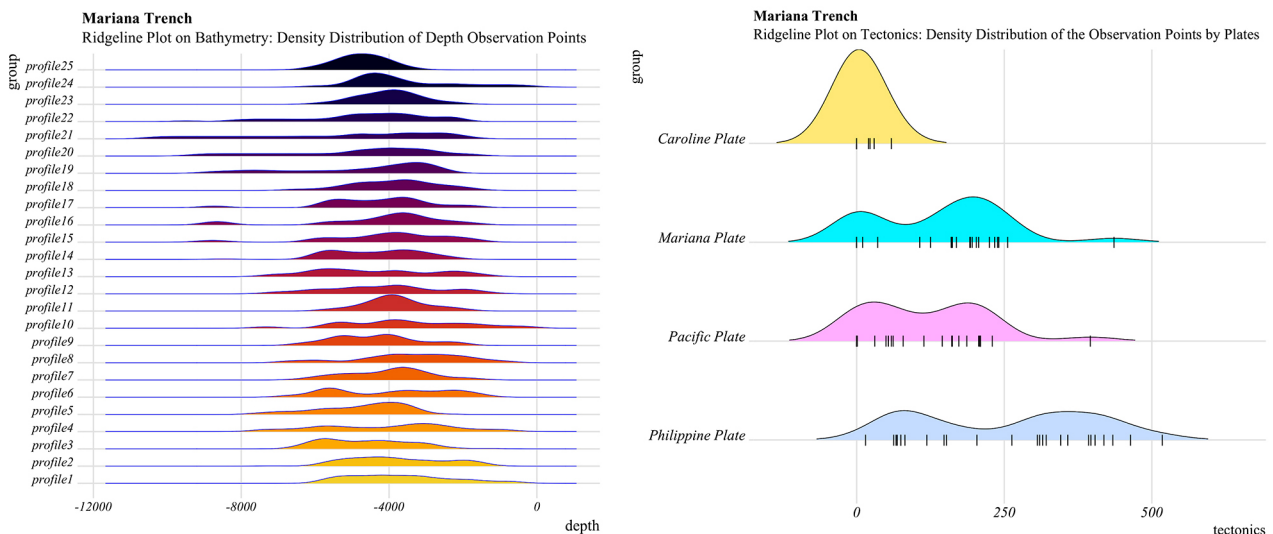 Mariana Trench
Ridgeline Plot on Bathymetry: Density Distribution of Depth Observation Points
group
profile25
profile24
profile23
profile22
profile21
profile20
profile19
profile18
profile17
profile16
profile15
profile14
profile13
profile12
profile11
profile10
profile9
profile8
profile7
profile6
profile5
profile4
profile3
profile2
profile1
-12000 -8000 -4000 0
depth
Mariana Trench
Ridgeline Plot on Tectonics: Density Distribution of the Observation Points by Plates
group
Caroline Plate
Mariana Plate
Pacific Plate
Philippine Plate
0 250 500
tectonics